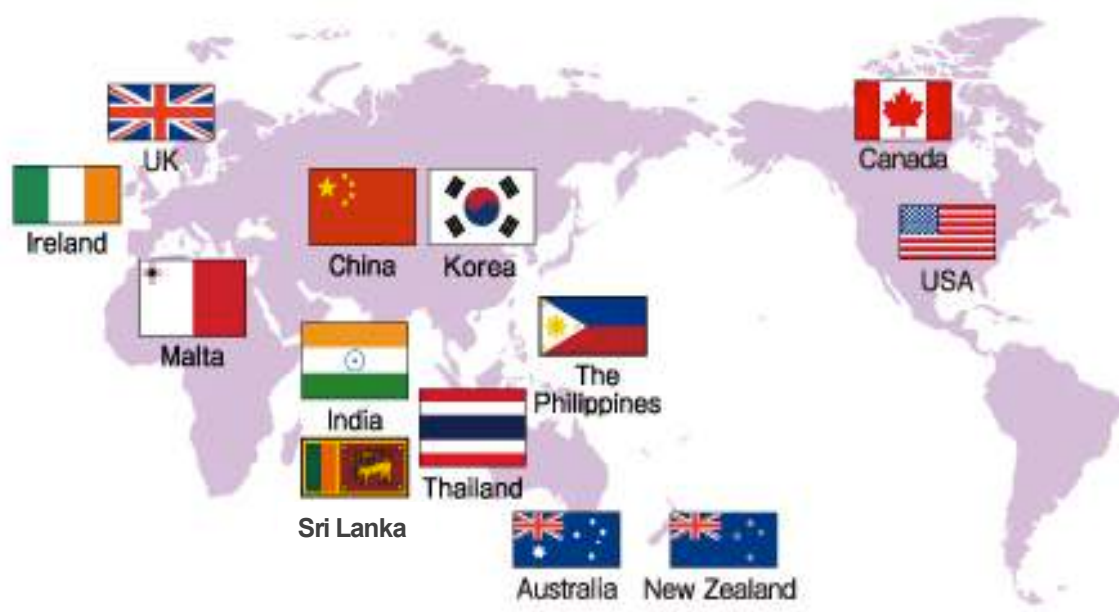 UK
Canada
Ireland
China
Korea
USA
Malta
The
Philippines
India
Thailand
Sri Lanka
Australia
New Zealand